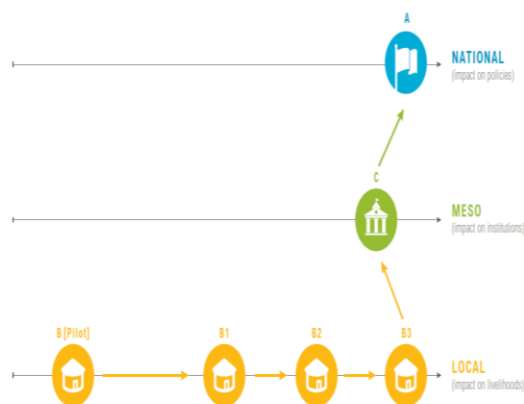 A
NATIONAL
(impact on policies)
C
MESO
(impact on institutions)
B [Pilot]
B1
B2
B3
LOCAL
(impact on livelihoods)